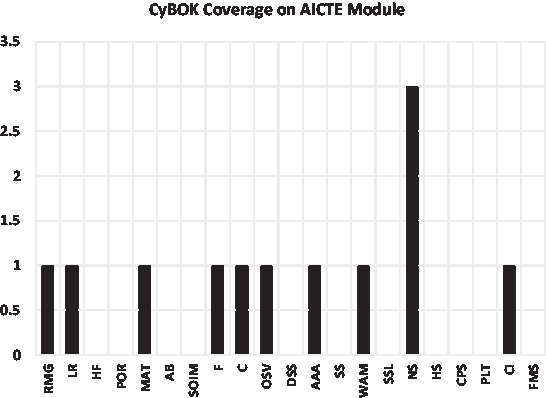 CyBOK Coverage on AICTE Module
3.5
3
2.5
2
1.5
1
0.5
0
RMG
LR
HF
POR
MAT
AB
SOIM
F
C
OSV
DSS
AAA
SS
WAM
SSL
NS
HS
CPS
PLT
CI
FMS